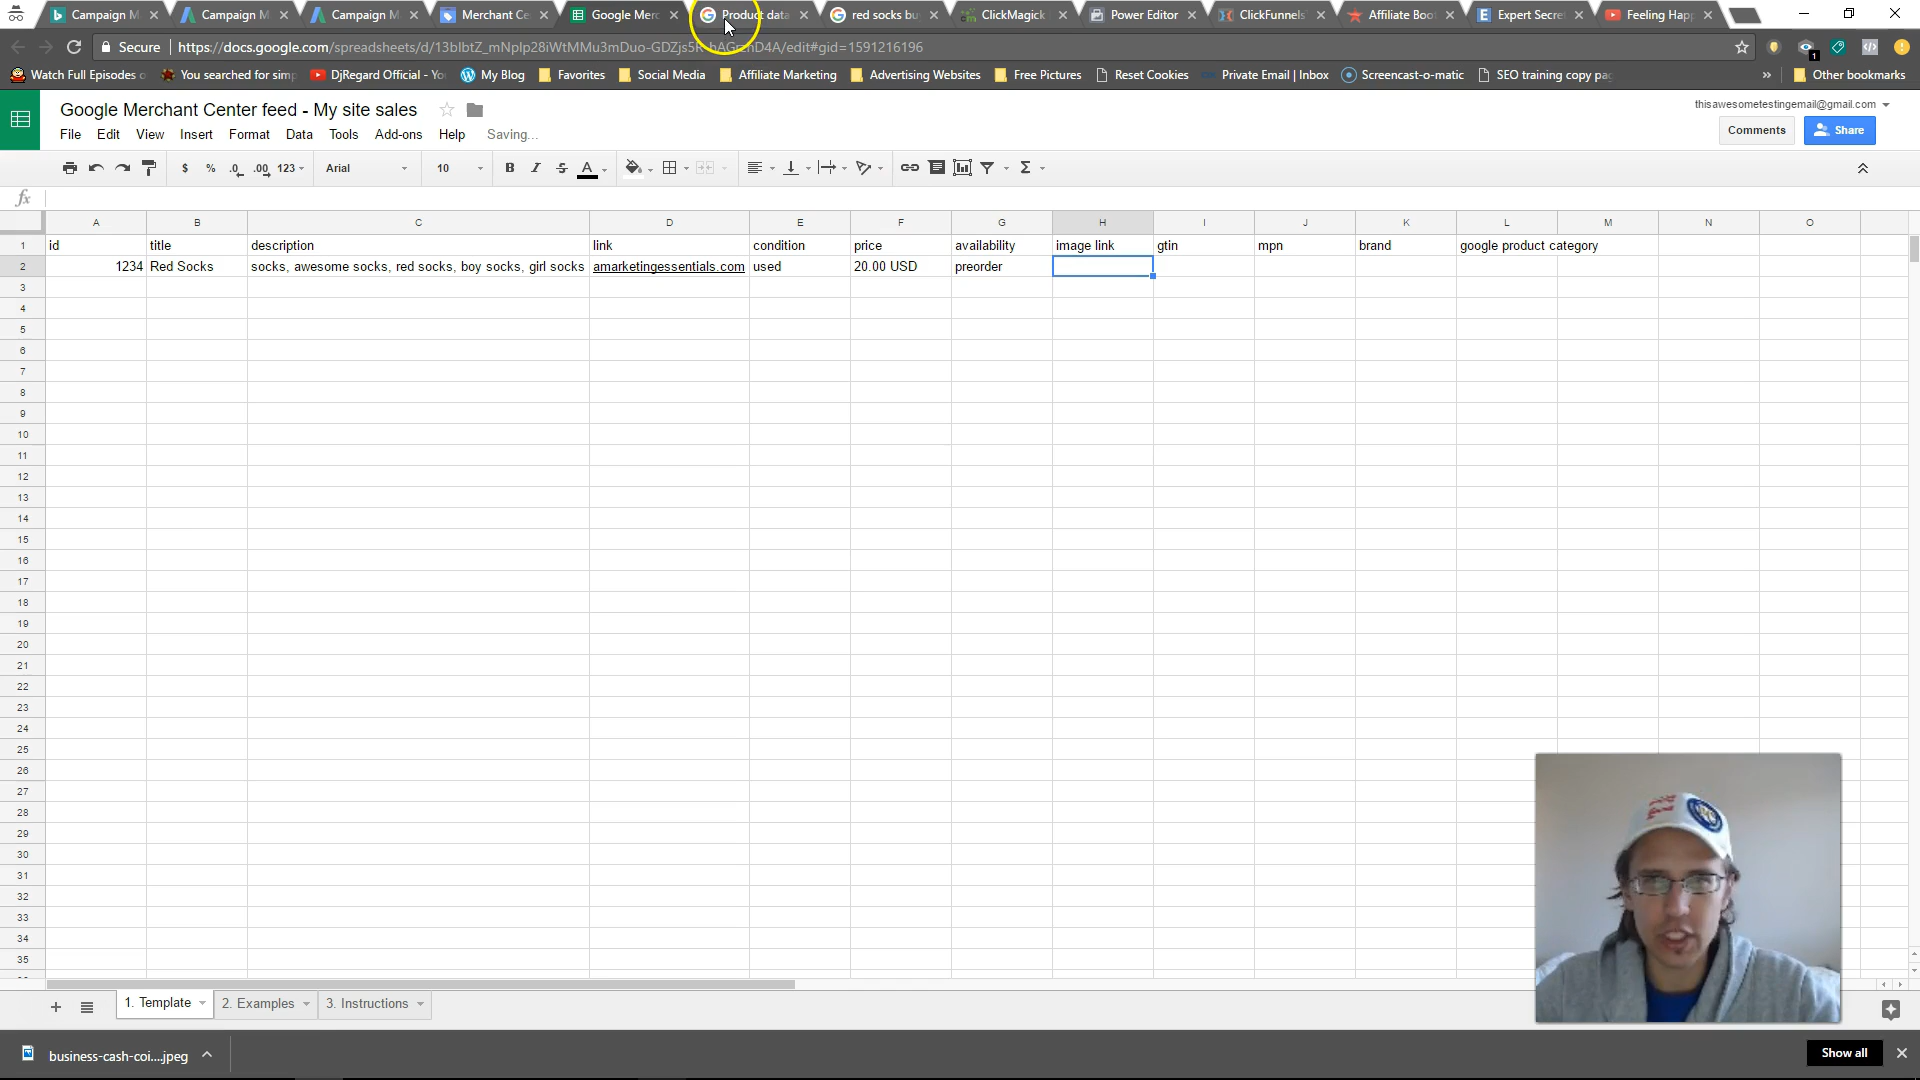 Campaign M
Campaign M
Campaign M
Merchant Ce
Google Merc
Product data
red socks bu
ClickMagick
Power Editor
ClickFunnels
Affiliate Boo
Expert Secre
Feeling Happ
Secure
https://docs.google.com/spreadsheets/d/
/edit#gid=1591216196
1
Watch Full Episodes o
You searched for simp
DjRegard Official - Yo
My Blog
Favorites
Social Media
Affiliate Marketing
Advertising Websites
Free Pictures
Reset Cookies
Private Email | Inbox
Screencast-o-matic
SEO training copy pag
»
Other bookmarks
Google Merchant Center feed - My site sales
thisawesometestingemail@gmail.com
File Edit View Insert Format Data Tools Add-ons Help Saving...
Comments
Share
$ % .0 .00 123 Arial 10 B I S A Σ
fx
A B C D E F G H I J K L M N O
1 id title description link condition price availability image link gtin mpn brand google product category
2 1234 Red Socks socks, awesome socks, red socks, boy socks, girl socks amarketingessentials.com used 20.00 USD preorder
3
4
5
6
7
8
9
10
11
12
13
14
15
16
17
18
19
20
21
22
23
24
25
26
27
28
29
30
31
32
33
34
35
1. Template
2. Examples
3. Instructions
business-cash-coi....jpeg
Show all